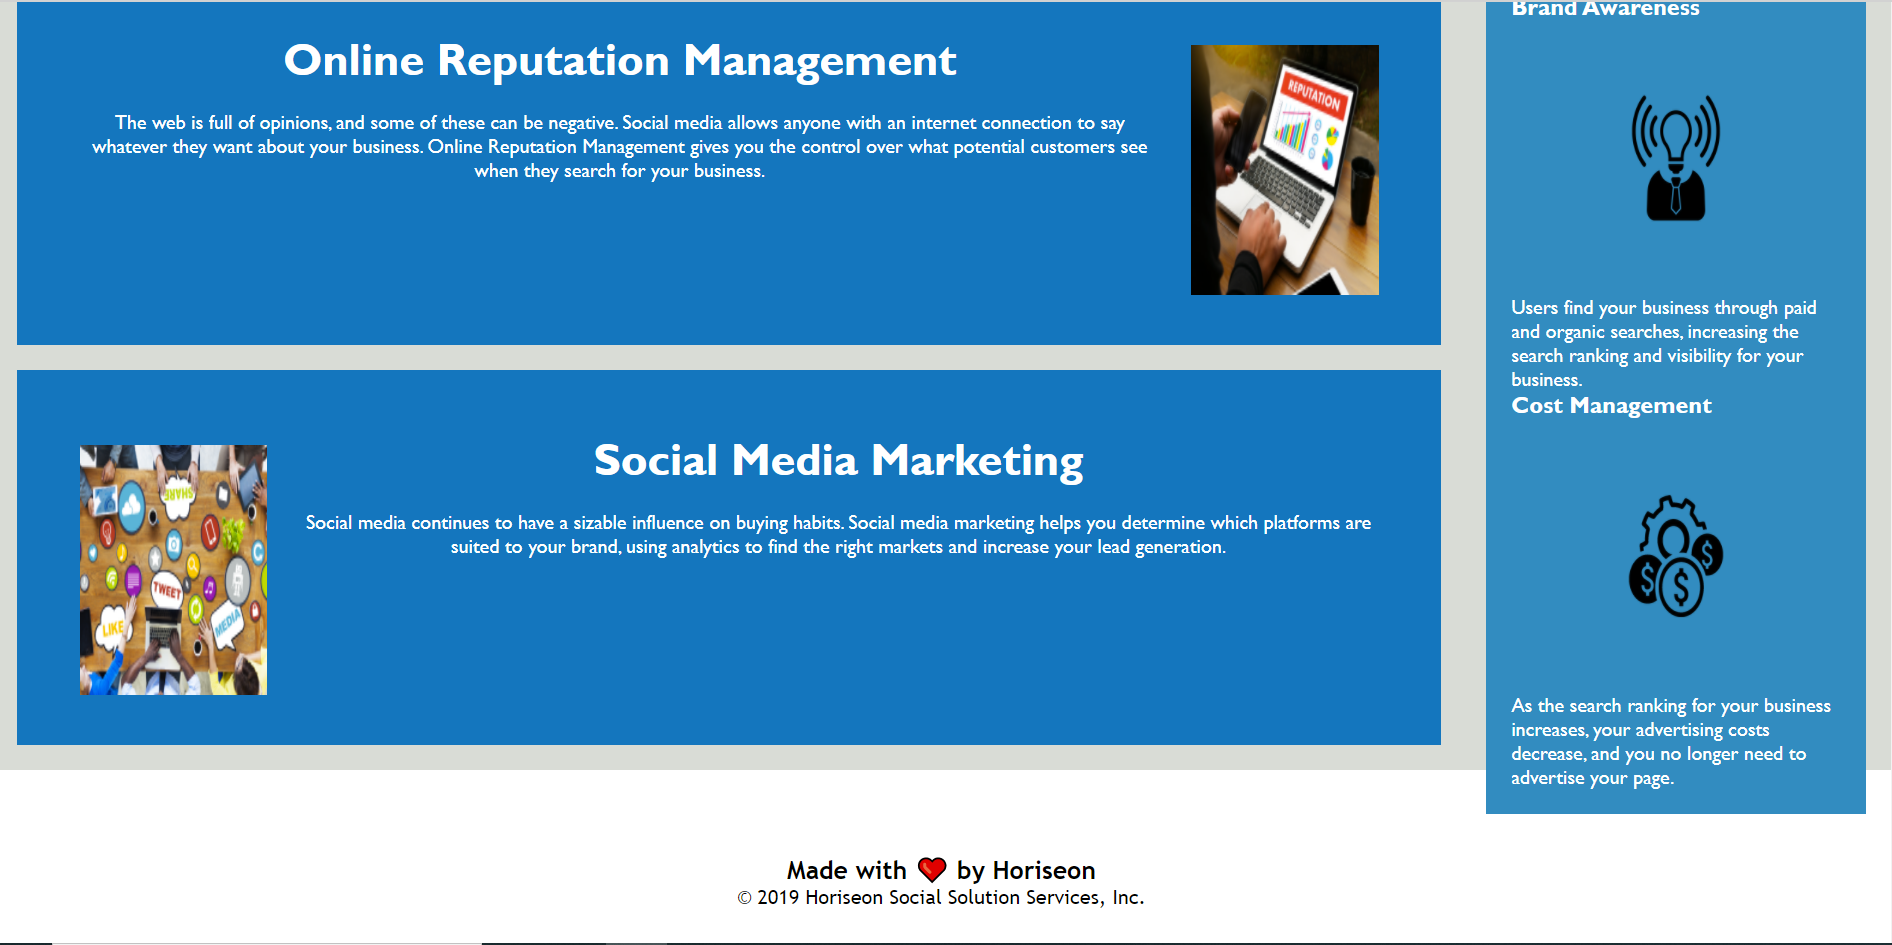 Online Reputation Management
The web is full of opinions, and some of these can be negative. Social media allows anyone with an internet connection to say
whatever they want about your business. Online Reputation Management gives you the control over what potential customers see
when they search for your business.
REPUTATION
Social Media Marketing
Social media continues to have a sizable influence on buying habits. Social media marketing helps you determine which platforms are
suited to your brand, using analytics to find the right markets and increase your lead generation.
SHARE
TWEET
LIKE
MEDIA
Brand Awareness
Users find your business through paid
and organic searches, increasing the
search ranking and visibility for your
business.
Cost Management
$ $ $
As the search ranking for your business
increases, your advertising costs
decrease, and you no longer need to
advertise your page.
Made with ❤️ by Horiseon
© 2019 Horiseon Social Solution Services, Inc.